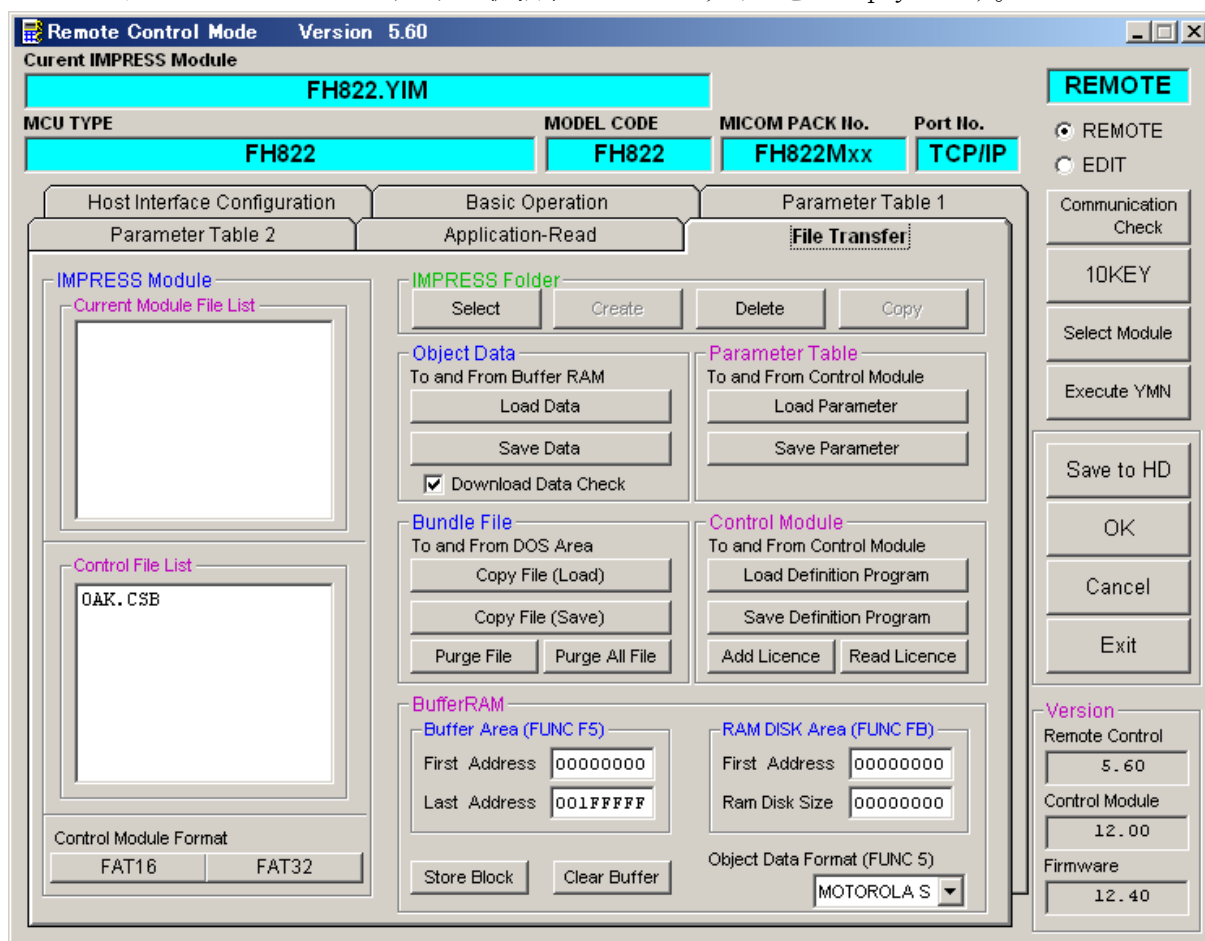 Remote Control Mode Version 5.60
Curent IMPRESS Module
FH822.YIM
REMOTE
MCU TYPE MODEL CODE MICOM PACK No. Port No.
FH822 FH822 FH822Mxx TCP/IP
REMOTE
EDIT
Host Interface Configuration Basic Operation Parameter Table 1
Parameter Table 2 Application-Read File Transfer
Communication
Check
10KEY
Select Module
Execute YMN
IMPRESS Module
Current Module File List
IMPRESS Folder
Select Create Delete Copy
Object Data
To and From Buffer RAM
Load Data
Save Data
Download Data Check
Parameter Table
To and From Control Module
Load Parameter
Save Parameter
Save to HD
OK
Cancel
Exit
Bundle File
To and From DOS Area
Copy File (Load)
Copy File (Save)
Purge File Purge All File
Control Module
To and From Control Module
Load Definition Program
Save Definition Program
Add Licence Read Licence
Control File List
OAK.CSB
Control Module Format
FAT16 FAT32
BufferRAM
Buffer Area (FUNC F5)
First Address 00000000
Last Address 001FFFFF
RAM DISK Area (FUNC FB)
First Address 00000000
Ram Disk Size 00000000
Store Block Clear Buffer
Object Data Format (FUNC 5)
MOTOROLA S
Version
Remote Control
5.60
Control Module
12.00
Firmware
12.40